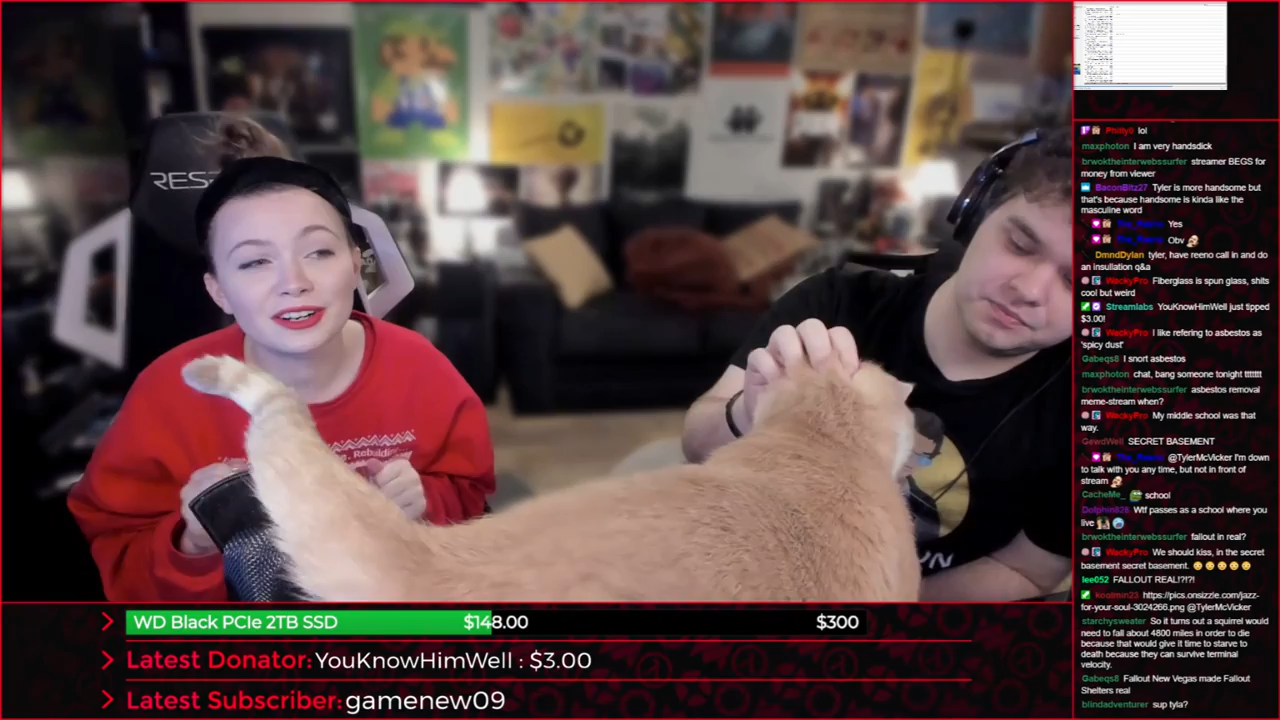 RES
. Rebuildi
Philly0 lol
maxphoton I am very handsdick
brwoktheinterwebssurfer streamer BEGS for
money from viewer
BaconBitz27 Tyler is more handsome but
that's because handsome is kinda like the
masculine word
Yes
Obv
DmndDylan tyler, have reeno call in and do
an insullation q&a
WackyPro Fiberglass is spun glass, shits
cool but weird
Streamlabs YouKnowHimWell just tipped
$3.00!
WackyPro I like refering to asbestos as
'spicy dust'
Gabeqs8 I snort asbestos
maxphoton chat, bang someone tonight ttttttt
brwoktheinterwebssurfer asbestos removal
meme-stream when?
WackyPro My middle school was that
way.
GewdWell SECRET BASEMENT
@TylerMcVicker I'm down
to talk with you any time, but not in front of
stream
CacheMe_ school
Dolphin826 Wtf passes as a school where you
live
brwoktheinterwebssurfer fallout in real?
WackyPro We should kiss, in the secret
basement secret basement.
lee052 FALLOUT REAL!?!?!
koolmin23 https://pics.onsizzle.com/jazz-
for-your-soul-3024266.png @TylerMcVicker
starchysweater So it turns out a squirrel would
need to fall about 4800 miles in order to die
because that would give it time to starve to
death because they can survive terminal
velocity.
Gabeqs8 Fallout New Vegas made Fallout
Shelters real
blindadventurer sup tyla?
WD Black PCIe 2TB SSD $148.00 $300
Latest Donator: YouKnowHimWell : $3.00
Latest Subscriber: gamenew09